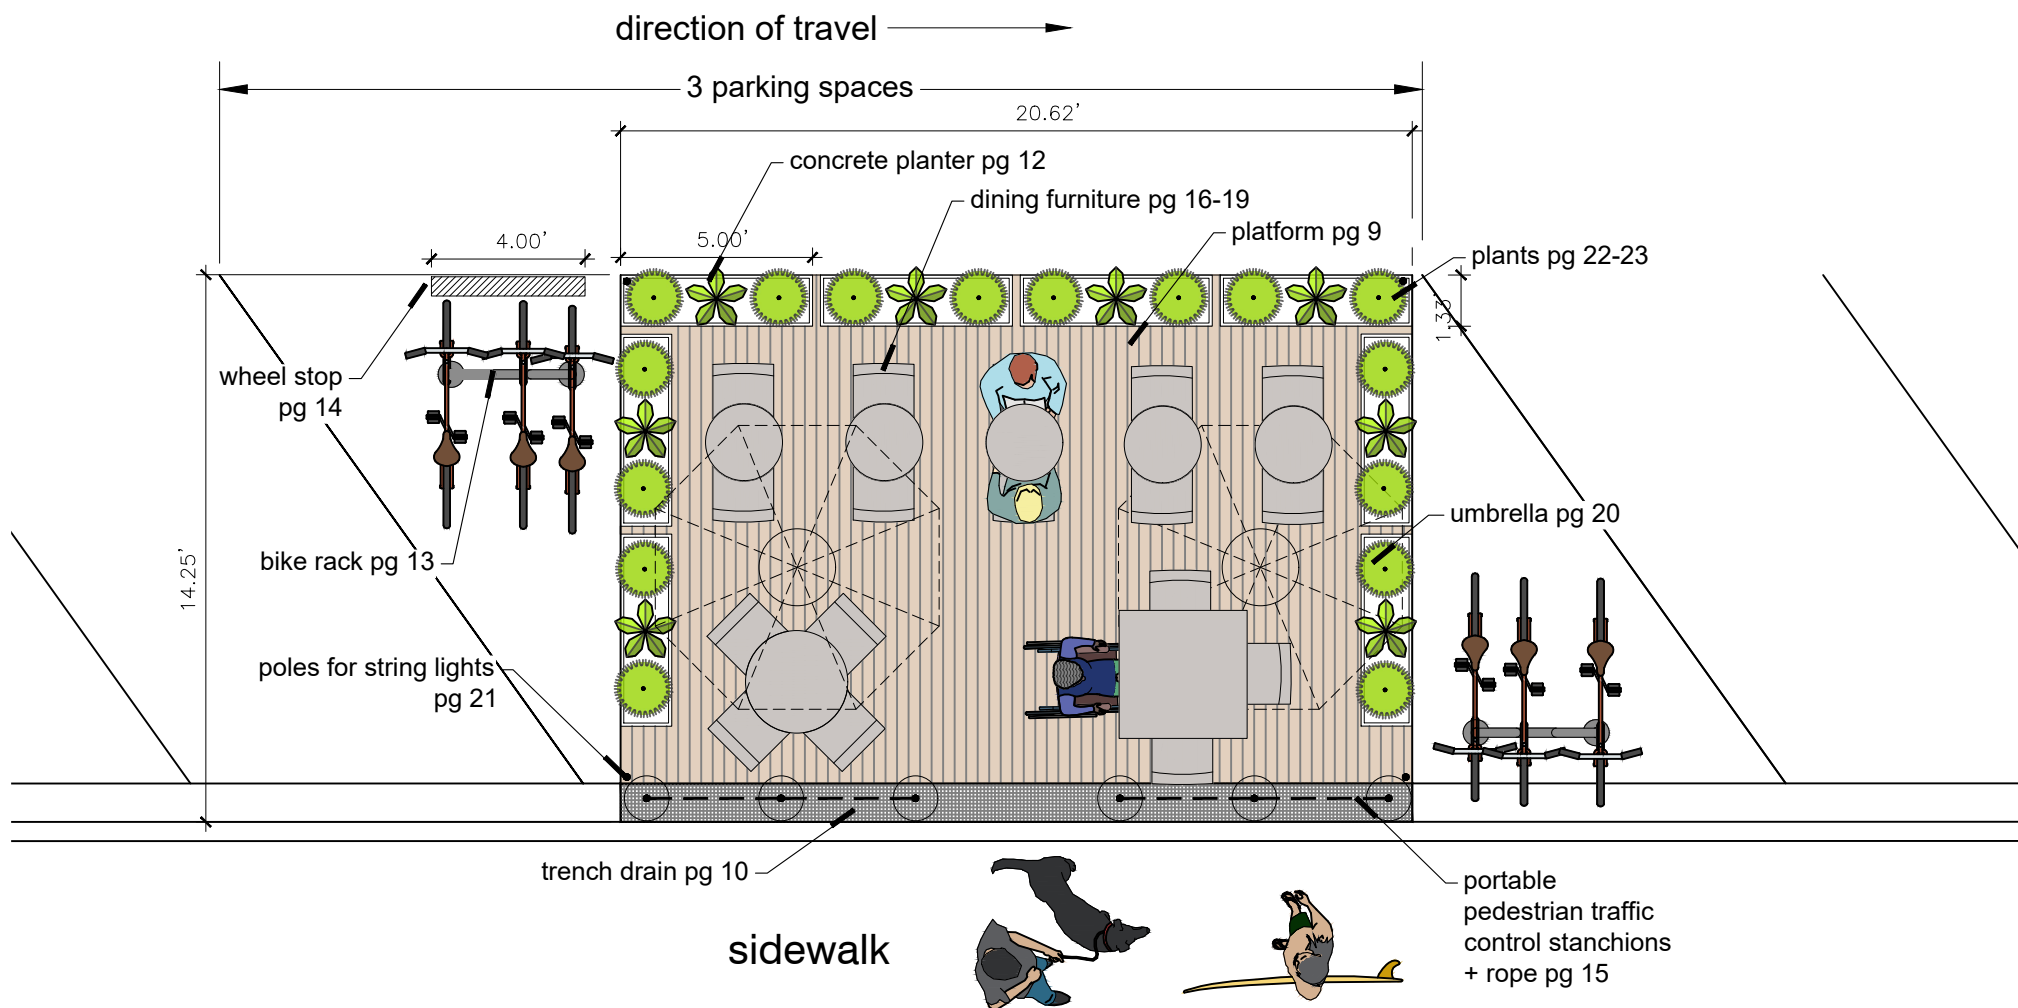 direction of travel
3 parking spaces
20.62’
concrete planter pg 12
dining furniture pg 16-19
platform pg 9
4.00’
5.00’
plants pg 22-23
1.33’
wheel stop
pg 14
umbrella pg 20
bike rack pg 13
14.25’
poles for string lights
pg 21
trench drain pg 10
portable
pedestrian traffic
control stanchions
+ rope pg 15
sidewalk